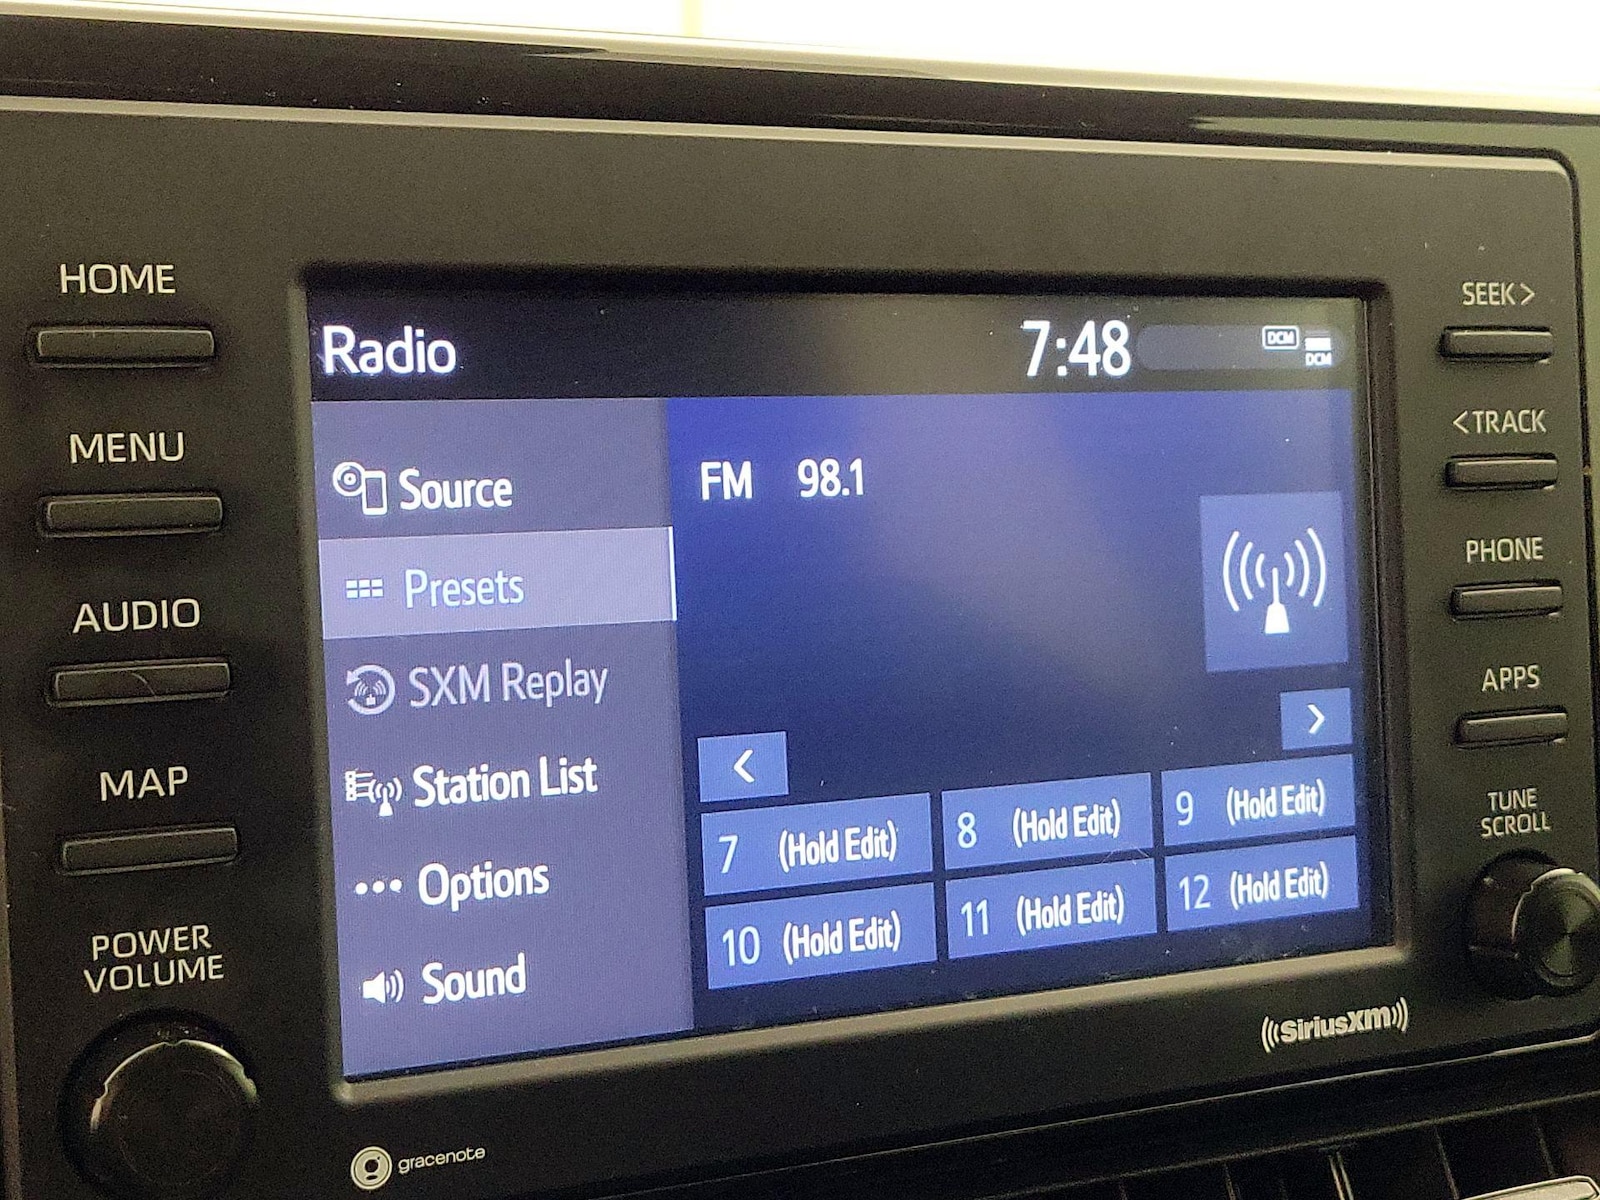 HOME
MENU
AUDIO
MAP
POWER
VOLUME
Radio
7:48
DCM
DCM
Source
Presets
SXM Replay
Station List
Options
Sound
FM 98.1
<
>
7 (Hold Edit)
8 (Hold Edit)
9 (Hold Edit)
10 (Hold Edit)
11 (Hold Edit)
12 (Hold Edit)
SEEK >
< TRACK
PHONE
APPS
TUNE
SCROLL
((SiriusXM))
gracenote